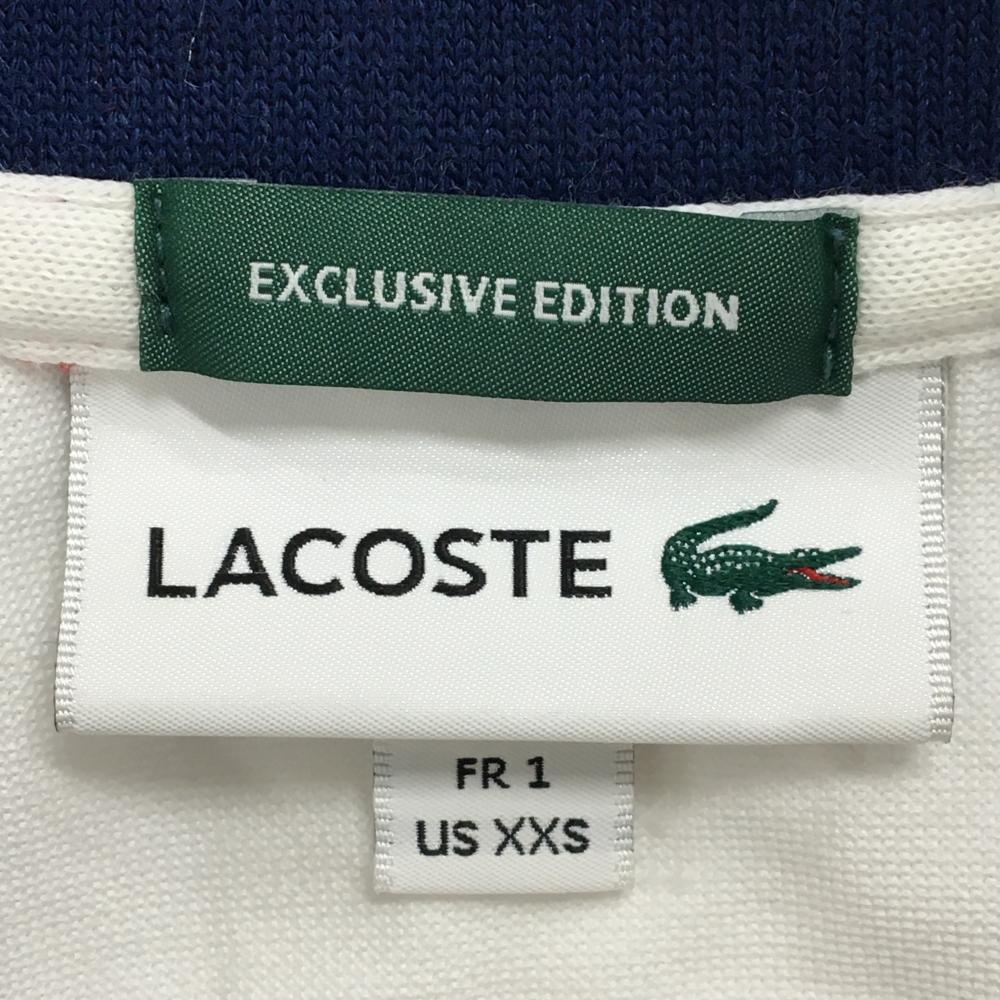 EXCLUSIVE EDITION
LACOSTE
FR 1
US XXS